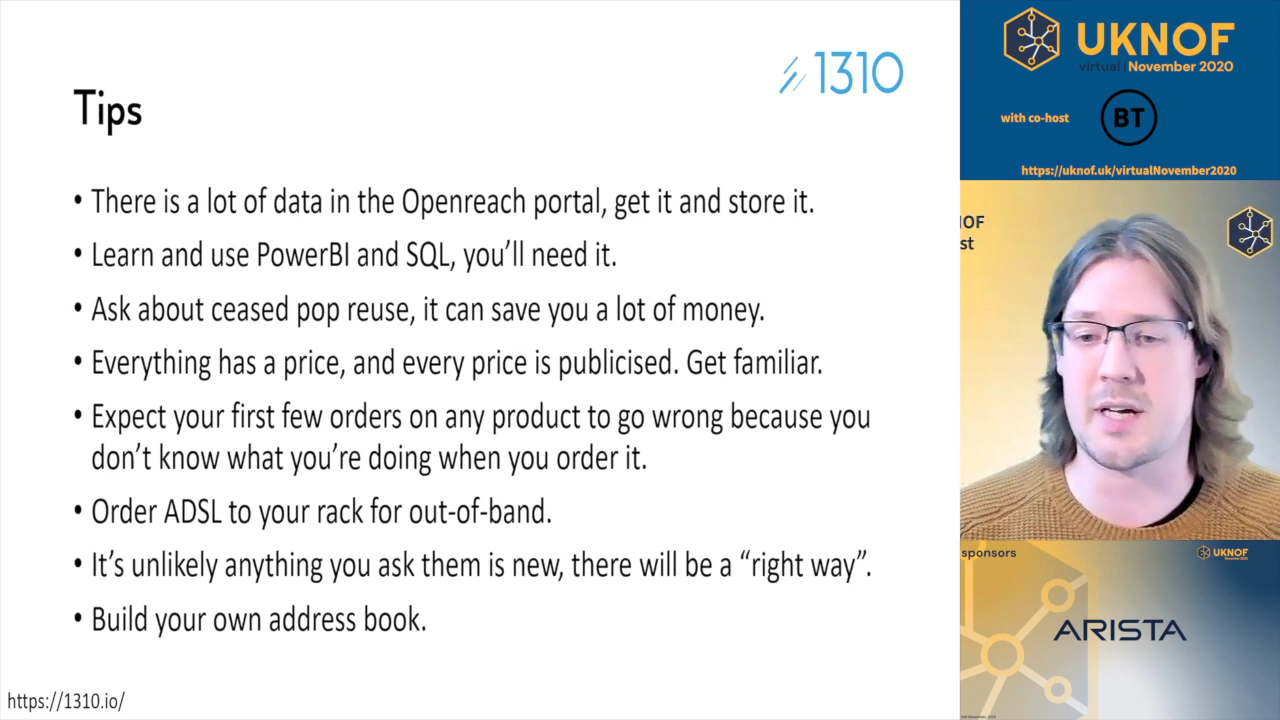 1310
Tips
• There is a lot of data in the Openreach portal, get it and store it.
• Learn and use PowerBI and SQL, you'll need it.
• Ask about ceased pop reuse, it can save you a lot of money.
• Everything has a price, and every price is publicised. Get familiar.
• Expect your first few orders on any product to go wrong because you
don't know what you're doing when you order it.
• Order ADSL to your rack for out-of-band.
• It's unlikely anything you ask them is new, there will be a “right way”.
• Build your own address book.
https://1310.io/
UKNOF
virtual | November 2020
with co-host
BT
https://uknof.uk/virtualNovember2020
IOF
st
sponsors
UKNOF
ARISTA